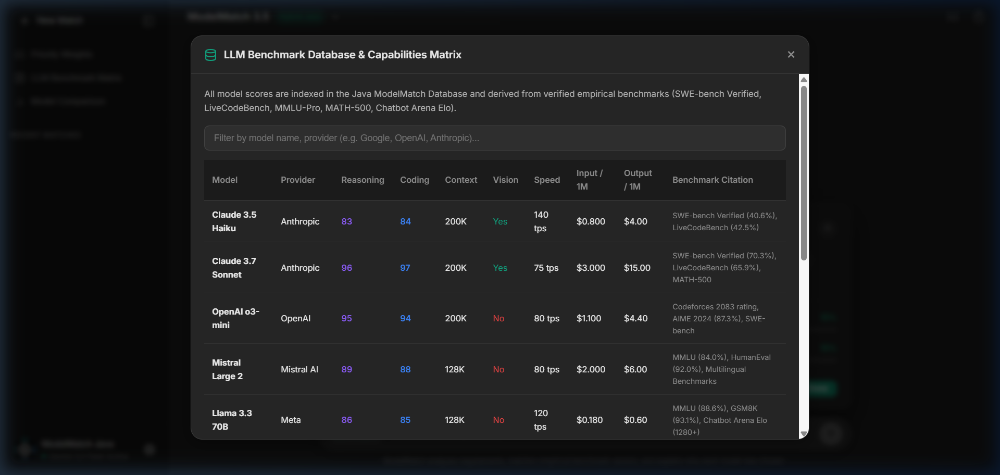 LLM Benchmark Database & Capabilities Matrix
All model scores are indexed in the Java ModelMatch Database and derived from verified empirical benchmarks (SWE-bench Verified,
LiveCodeBench, MMLU-Pro, MATH-500, Chatbot Arena Elo).
Filter by model name, provider (e.g. Google, OpenAI, Anthropic)...
Model Provider Reasoning Coding Context Vision Speed Input / 1M Output / 1M Benchmark Citation
Claude 3.5
Haiku
Anthropic 83 84 200K Yes
140
tps
$0.800 $4.00
SWE-bench Verified (40.6%),
LiveCodeBench (42.5%)
Claude 3.7
Sonnet
Anthropic 96 97 200K Yes 75 tps $3.000 $15.00
SWE-bench Verified (70.3%),
LiveCodeBench (65.9%),
MATH-500
OpenAI o3-
mini
OpenAI 95 94 200K No 80 tps $1.100 $4.40
Codeforces 2083 rating,
AIME 2024 (87.3%), SWE-
bench
Mistral
Large 2
Mistral AI 89 88 128K No 80 tps $2.000 $6.00
MMLU (84.0%), HumanEval
(92.0%), Multilingual
Benchmarks
Llama 3.3
70B
Meta 86 85 128K No
120
tps
$0.180 $0.60
MMLU (88.6%), GSM8K
(93.1%), Chatbot Arena Elo
(1280+)